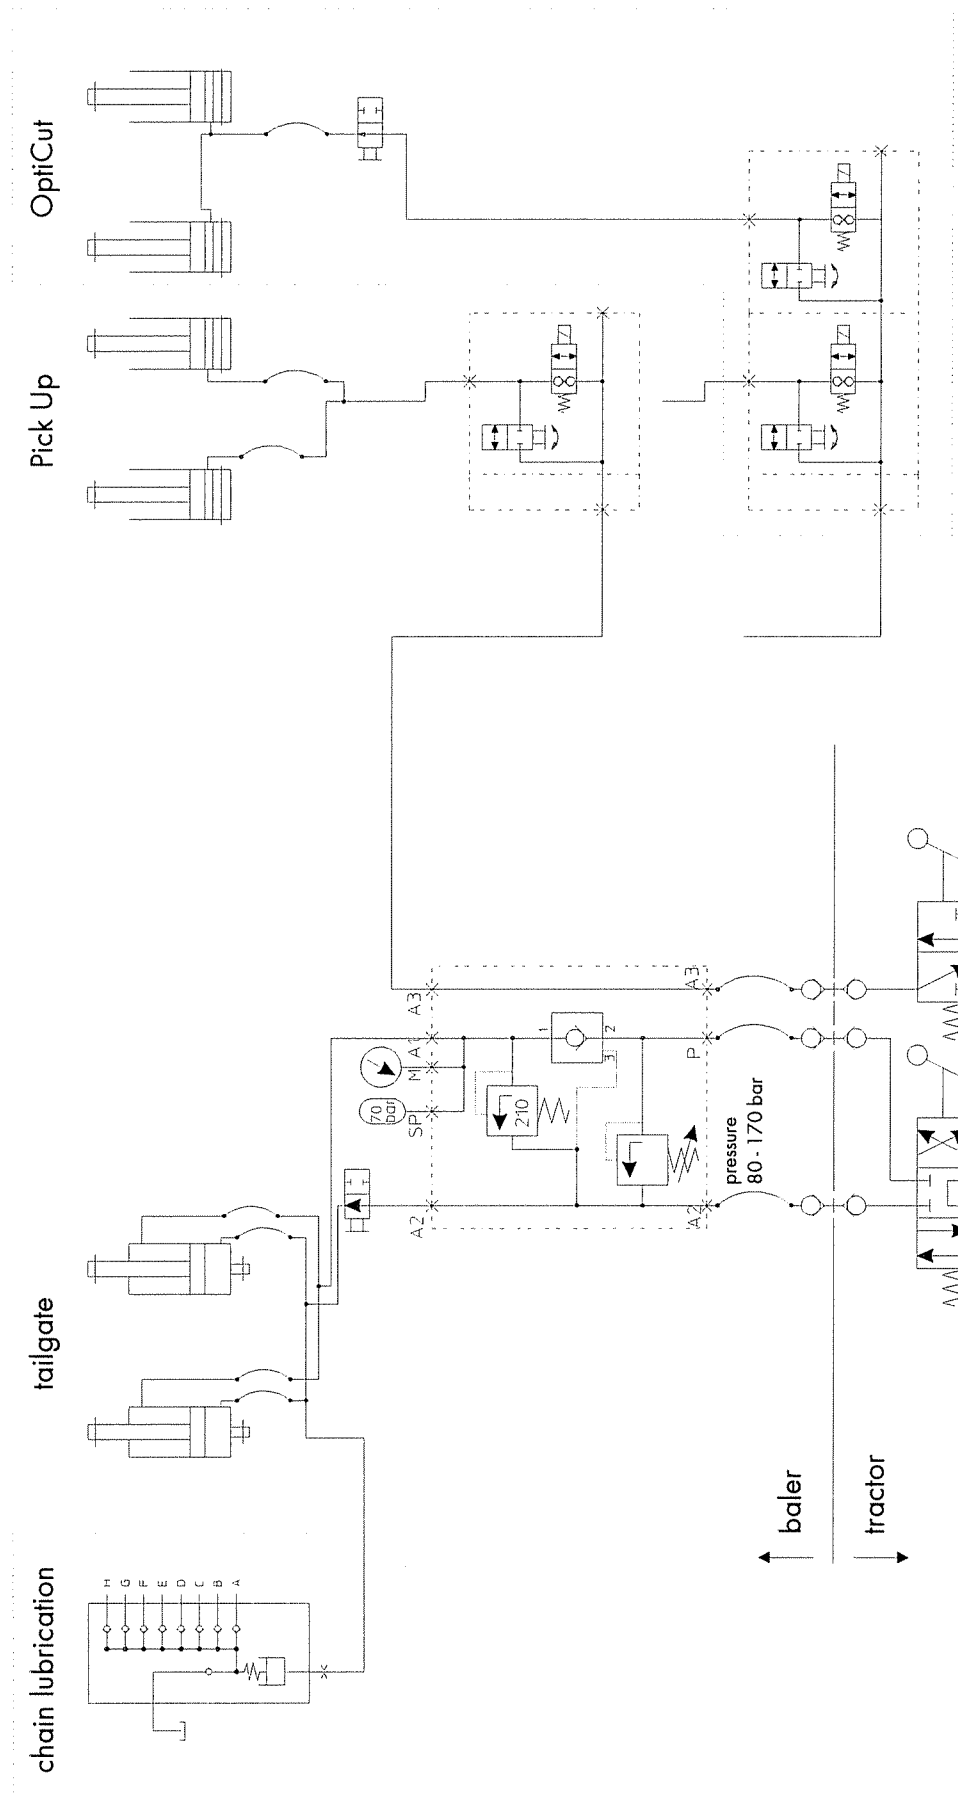 chain lubrication
tailgate
Pick Up
OptiCut
H
G
F
E
D
C
B
A
70
bar
SP
M
A1
A3
A2
210
1
2
3
A2
P
A3
pressure
80 - 170 bar
baler
tractor